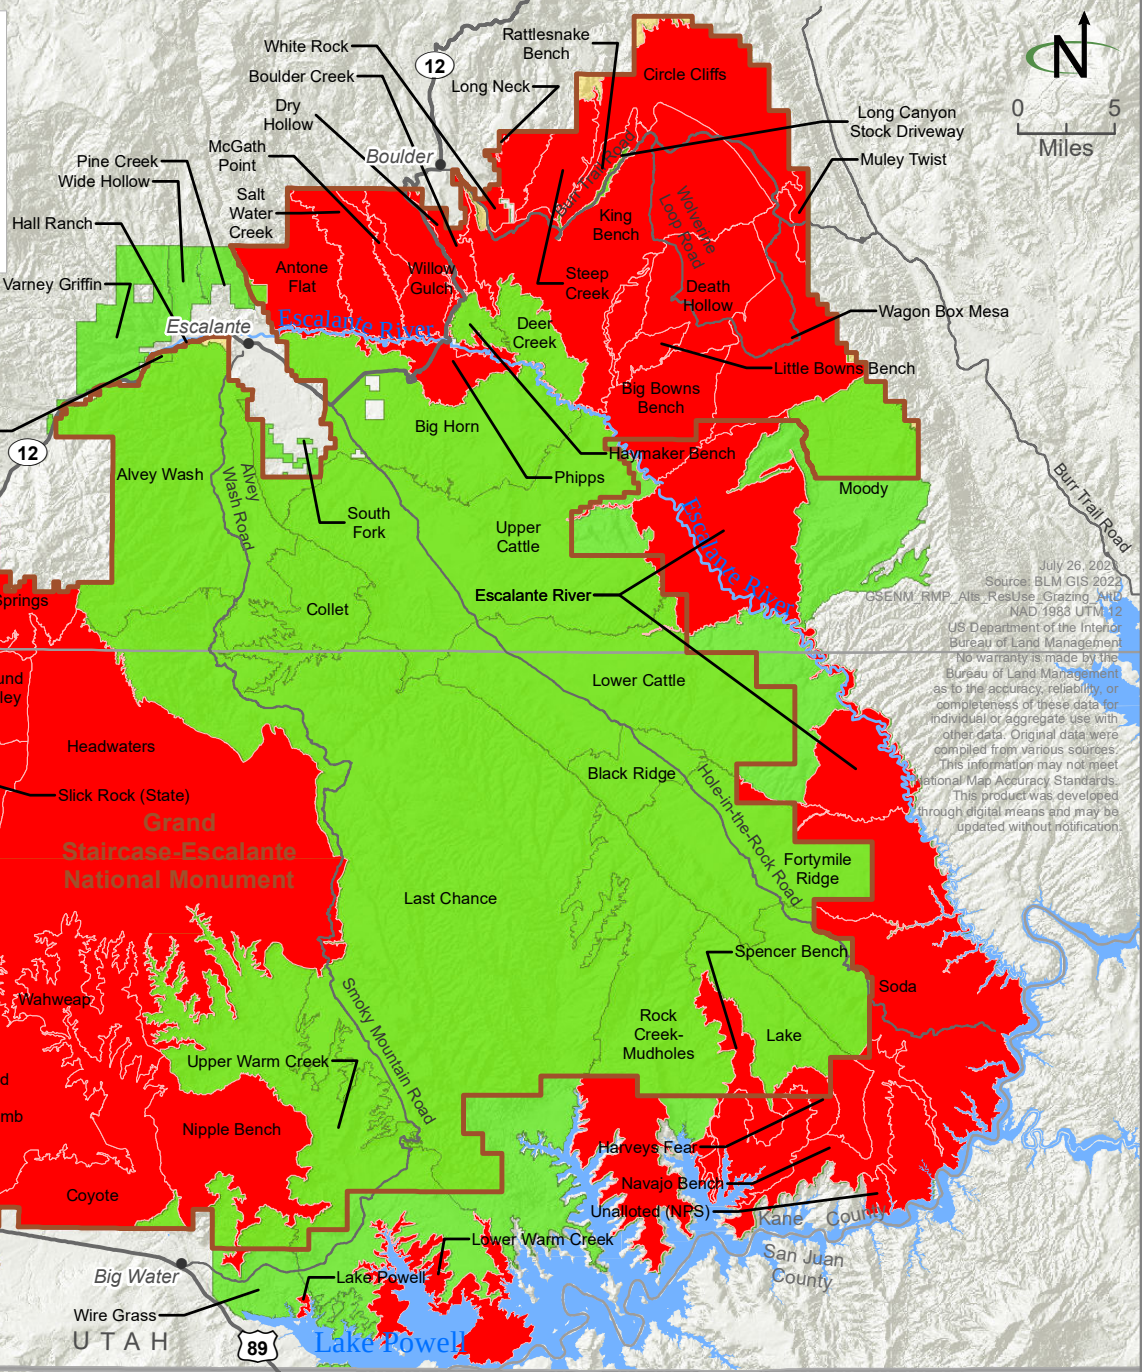 White Rock
Rattlesnake
Bench
12
N
Boulder Creek
Long Neck
Circle Cliffs
0 5
Miles
Dry
Hollow
Long Canyon
Stock Driveway
McGath
Point
Boulder
Burr Trail Road
Muley Twist
Pine Creek
Wide Hollow
Salt
Water
Creek
Wolverine
Loop Road
King
Bench
Hall Ranch
Antone
Flat
Willow
Gulch
Steep
Creek
Death
Hollow
Varney Griffin
Escalante
Escalante River
Deer
Creek
Wagon Box Mesa
Little Bowns Bench
Big Bowns
Bench
Big Horn
12
Haymaker Bench
Alvey Wash
Alvey
Wash Road
Phipps
Moody
Burr Trail Road
South
Fork
Upper
Cattle
Escalante River
Escalante River
Collet
July 26, 2023
Source: BLM GIS 2022
GSENM_RMP_Alts_ResUse_Grazing_AltD
NAD 1983 UTM 12
US Department of the Interior
Bureau of Land Management
No warranty is made by the
Bureau of Land Management
as to the accuracy, reliability, or
completeness of these data for
individual or aggregate use with
other data. Original data were
compiled from various sources.
This information may not meet
National Map Accuracy Standards.
This product was developed
through digital means and may be
updated without notification.
Springs
und
ley
Lower Cattle
Headwaters
Black Ridge
Hole-in-the-Rock Road
Slick Rock (State)
Grand
Staircase-Escalante
National Monument
Fortymile
Ridge
Last Chance
Spencer Bench
Soda
Wahweap
Smoky Mountain Road
Rock
Creek-
Mudholes
Lake
Upper Warm Creek
d
mb
Nipple Bench
Harveys Fear
Navajo Bench
Coyote
Unalloted (NPS)
Kane County
San Juan
County
Lower Warm Creek
Big Water
Lake Powell
Wire Grass
UTAH
89
Lake Powell